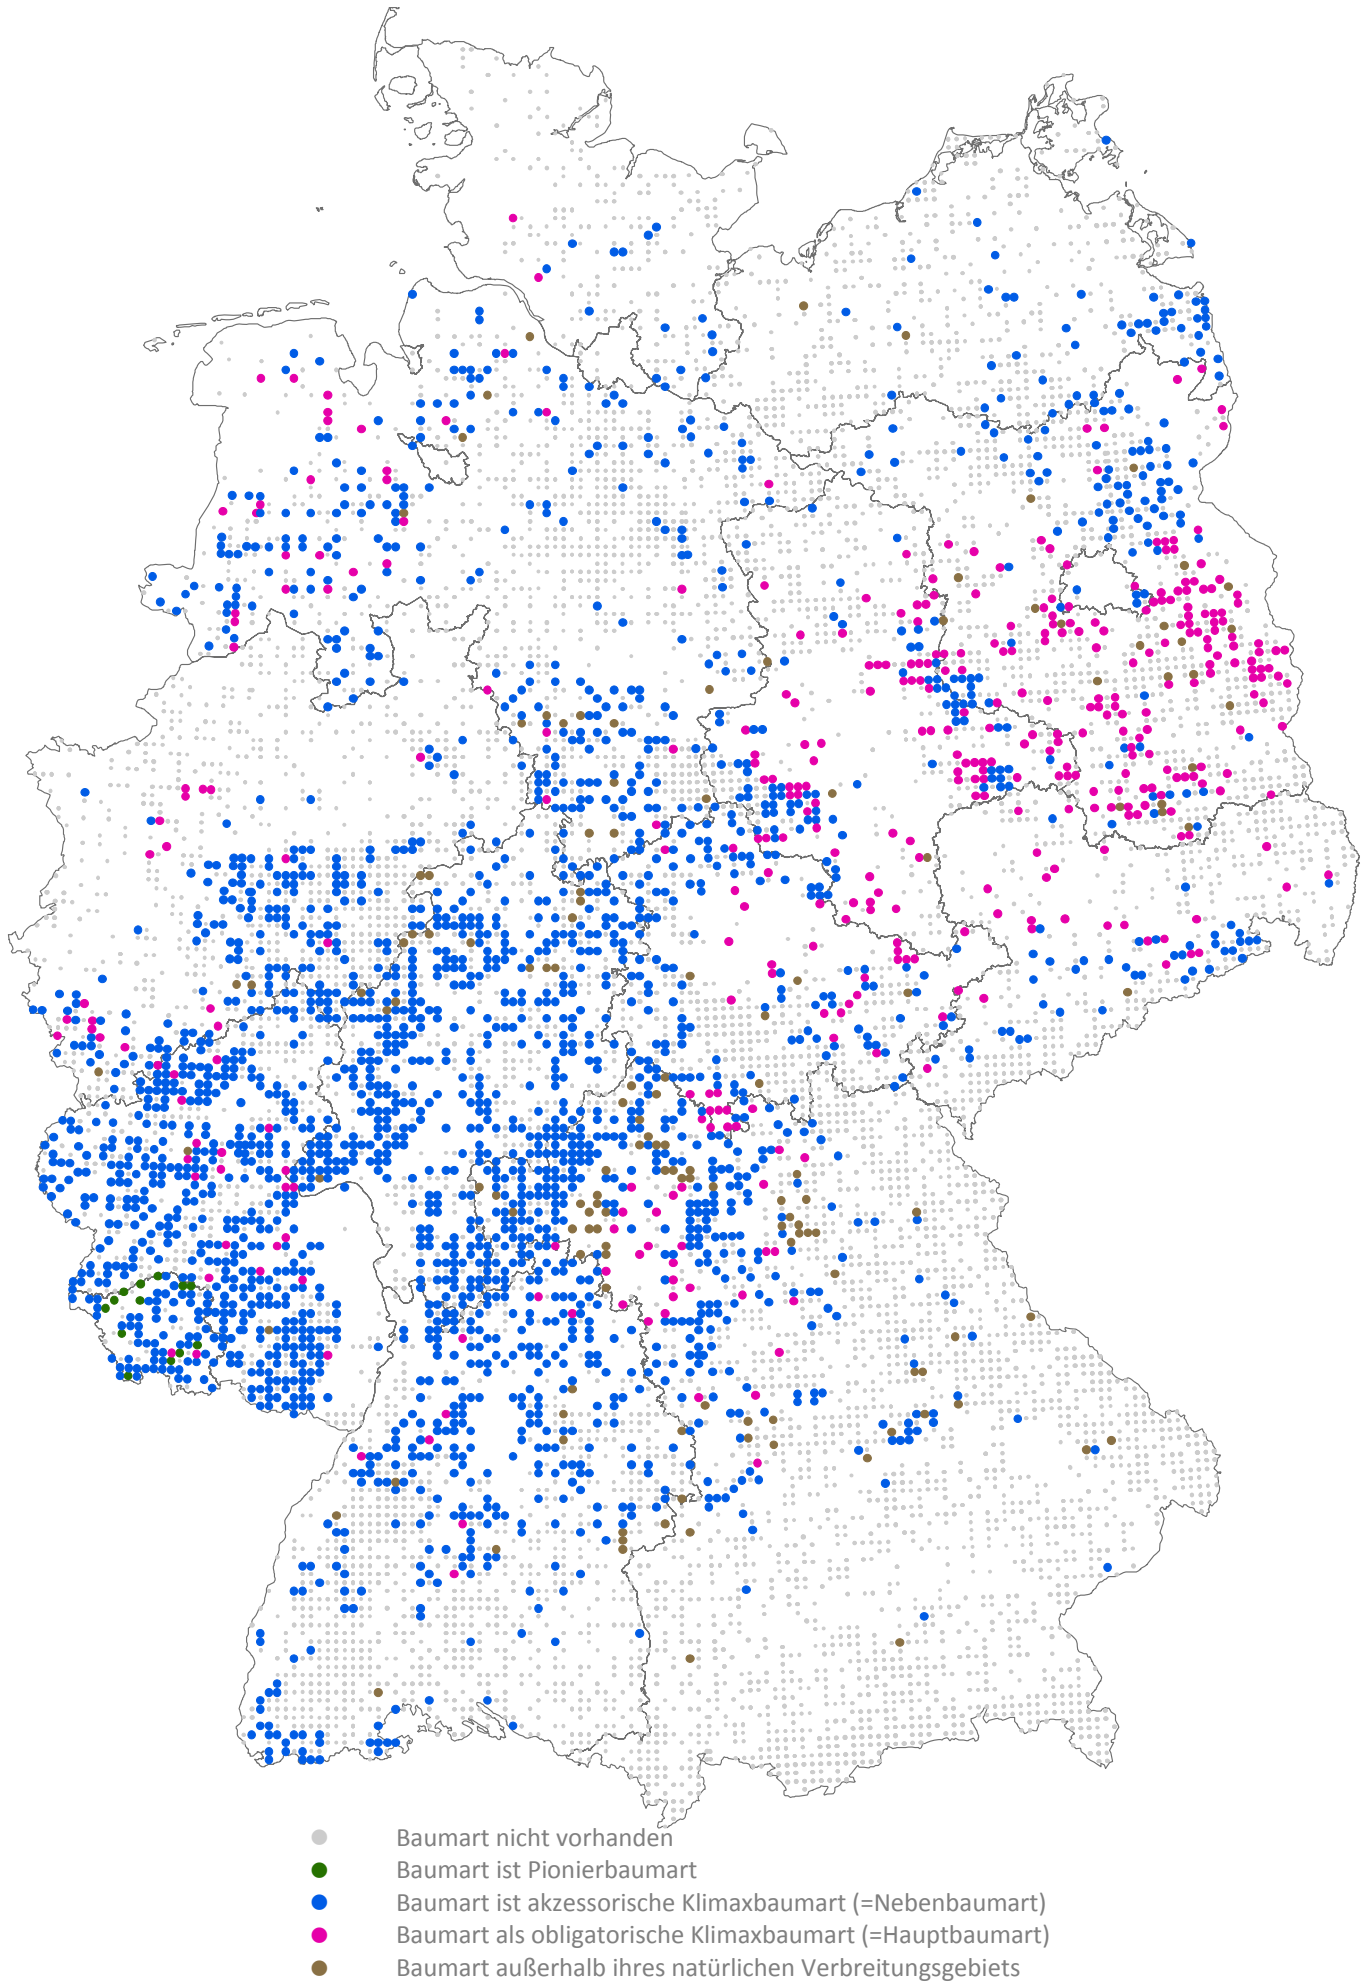 Baumart nicht vorhanden
Baumart ist Pionierbaumart
Baumart ist akzessorische Klimaxbaumart (=Nebenbaumart)
Baumart als obligatorische Klimaxbaumart (=Hauptbaumart)
Baumart außerhalb ihres natürlichen Verbreitungsgebiets